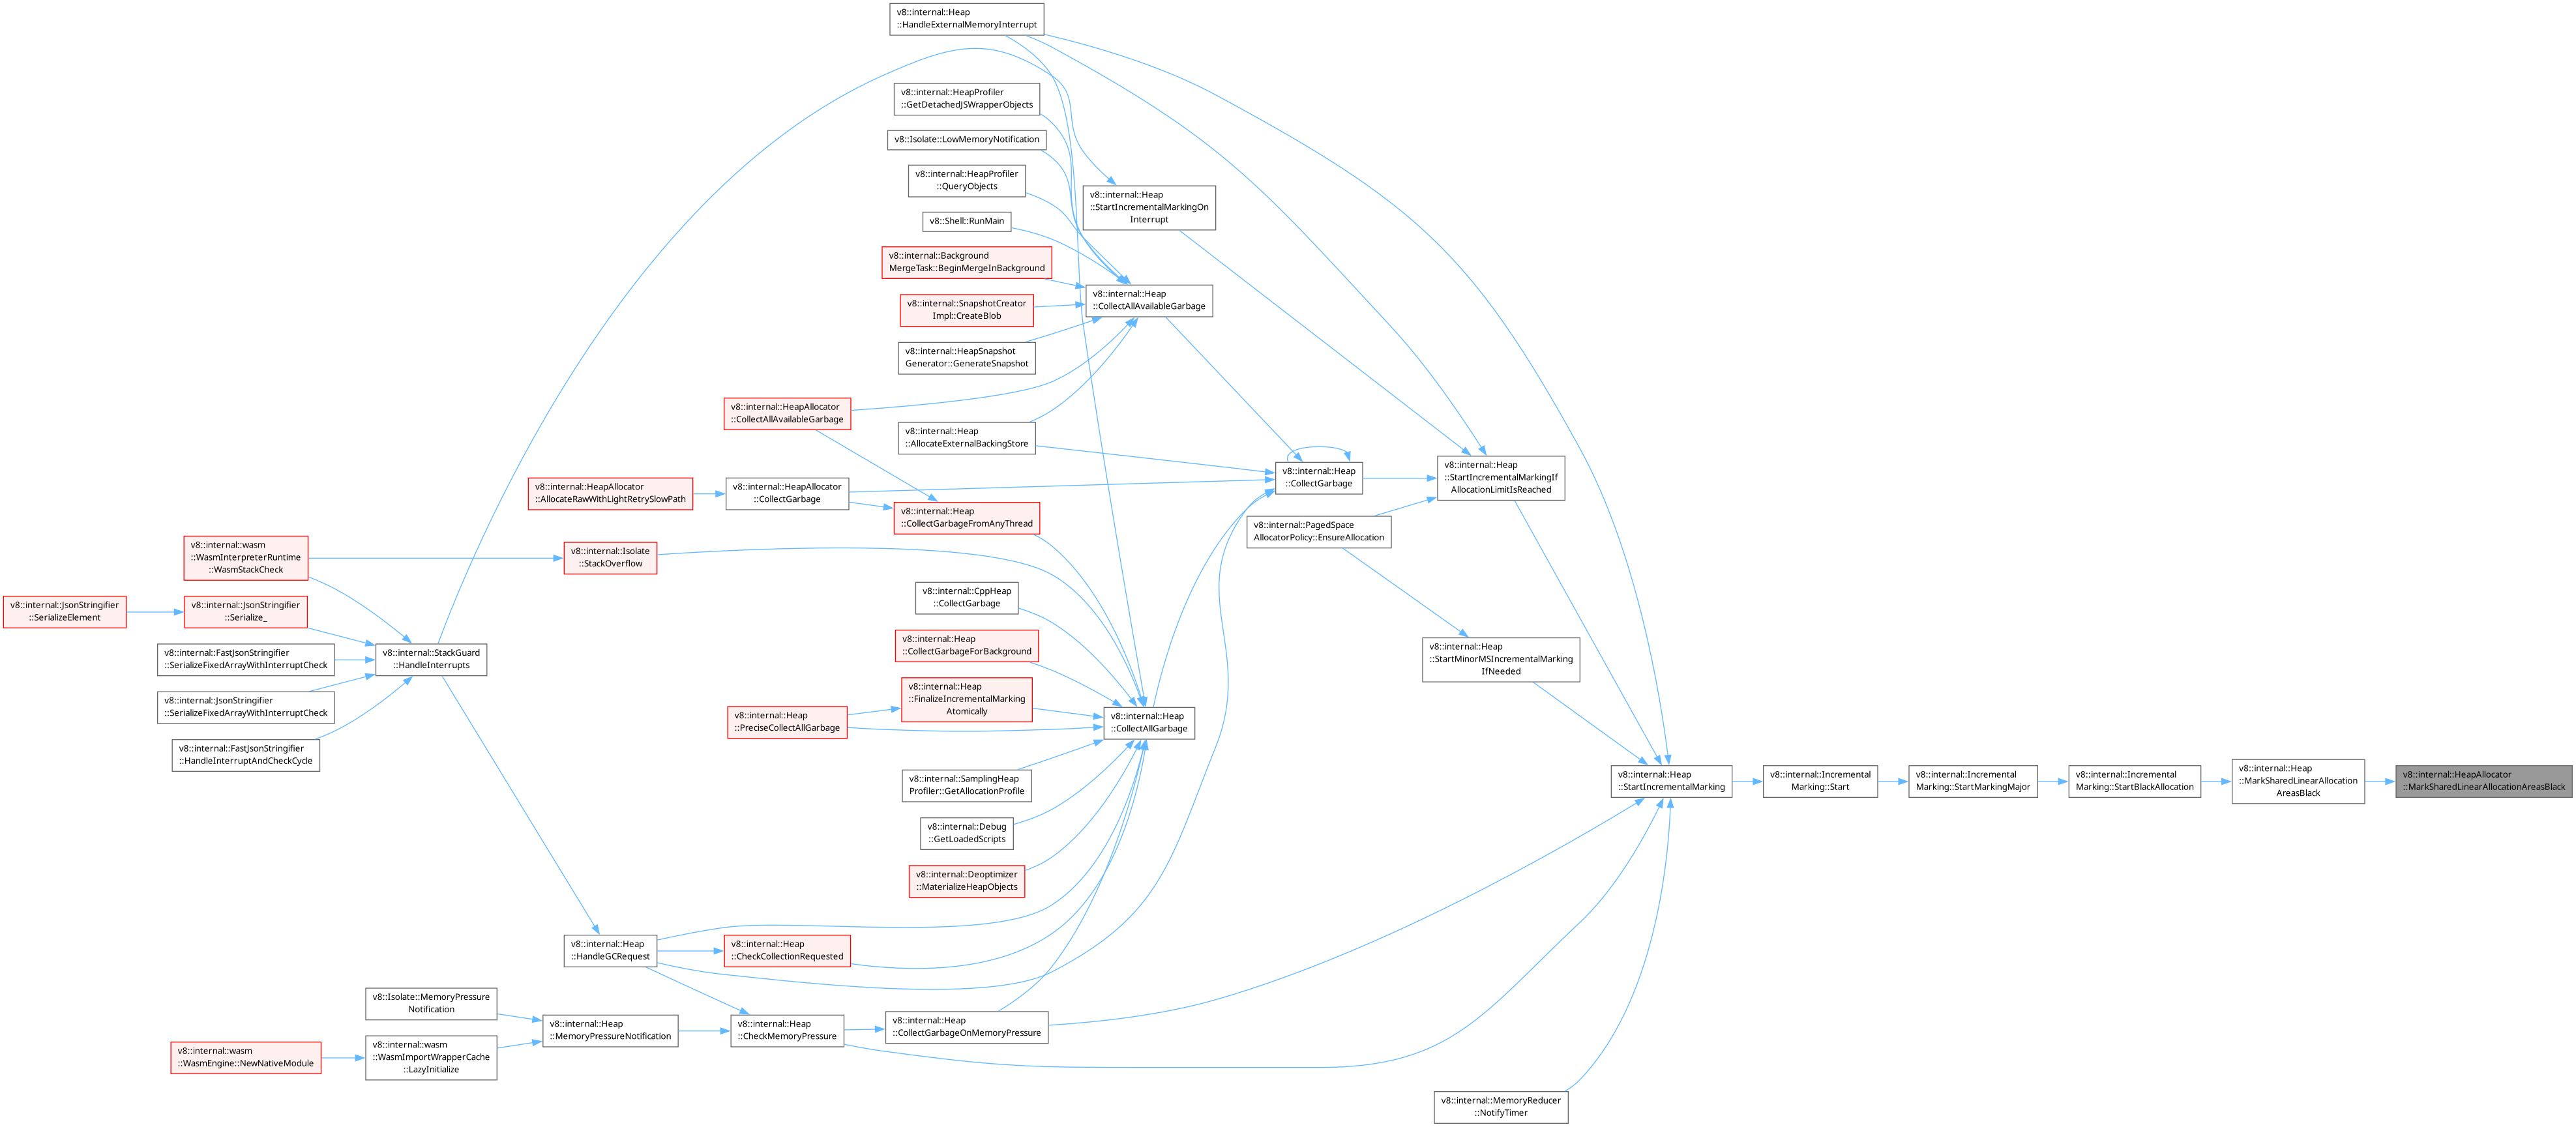 v8::internal::Heap
::HandleExternalMemoryInterrupt
v8::internal::HeapProfiler
::GetDetachedJSWrapperObjects
v8::Isolate::LowMemoryNotification
v8::internal::HeapProfiler
::QueryObjects
v8::internal::Heap
::StartIncrementalMarkingOn
Interrupt
v8::Shell::RunMain
v8::internal::Background
MergeTask::BeginMergeInBackground
v8::internal::Heap
::CollectAllAvailableGarbage
v8::internal::SnapshotCreator
Impl::CreateBlob
v8::internal::HeapSnapshot
Generator::GenerateSnapshot
v8::internal::HeapAllocator
::CollectAllAvailableGarbage
v8::internal::Heap
::AllocateExternalBackingStore
v8::internal::Heap
::CollectGarbage
v8::internal::Heap
::StartIncrementalMarkingIf
AllocationLimitIsReached
v8::internal::HeapAllocator
::AllocateRawWithLightRetrySlowPath
v8::internal::HeapAllocator
::CollectGarbage
v8::internal::Heap
::CollectGarbageFromAnyThread
v8::internal::PagedSpace
AllocatorPolicy::EnsureAllocation
v8::internal::wasm
::WasmInterpreterRuntime
::WasmStackCheck
v8::internal::Isolate
::StackOverflow
v8::internal::JsonStringifier
::SerializeElement
v8::internal::JsonStringifier
::Serialize_
v8::internal::CppHeap
::CollectGarbage
v8::internal::FastJsonStringifier
::SerializeFixedArrayWithInterruptCheck
v8::internal::StackGuard
::HandleInterrupts
v8::internal::Heap
::CollectGarbageForBackground
v8::internal::Heap
::StartMinorMSIncrementalMarking
IfNeeded
v8::internal::JsonStringifier
::SerializeFixedArrayWithInterruptCheck
v8::internal::Heap
::FinalizeIncrementalMarking
Atomically
v8::internal::Heap
::PreciseCollectAllGarbage
v8::internal::Heap
::CollectAllGarbage
v8::internal::FastJsonStringifier
::HandleInterruptAndCheckCycle
v8::internal::SamplingHeap
Profiler::GetAllocationProfile
v8::internal::Heap
::StartIncrementalMarking
v8::internal::Incremental
Marking::Start
v8::internal::Incremental
Marking::StartMarkingMajor
v8::internal::Incremental
Marking::StartBlackAllocation
v8::internal::Heap
::MarkSharedLinearAllocation
AreasBlack
v8::internal::HeapAllocator
::MarkSharedLinearAllocationAreasBlack
v8::internal::Debug
::GetLoadedScripts
v8::internal::Deoptimizer
::MaterializeHeapObjects
v8::internal::Heap
::HandleGCRequest
v8::internal::Heap
::CheckCollectionRequested
v8::Isolate::MemoryPressure
Notification
v8::internal::Heap
::MemoryPressureNotification
v8::internal::Heap
::CheckMemoryPressure
v8::internal::Heap
::CollectGarbageOnMemoryPressure
v8::internal::wasm
::WasmEngine::NewNativeModule
v8::internal::wasm
::WasmImportWrapperCache
::LazyInitialize
v8::internal::MemoryReducer
::NotifyTimer